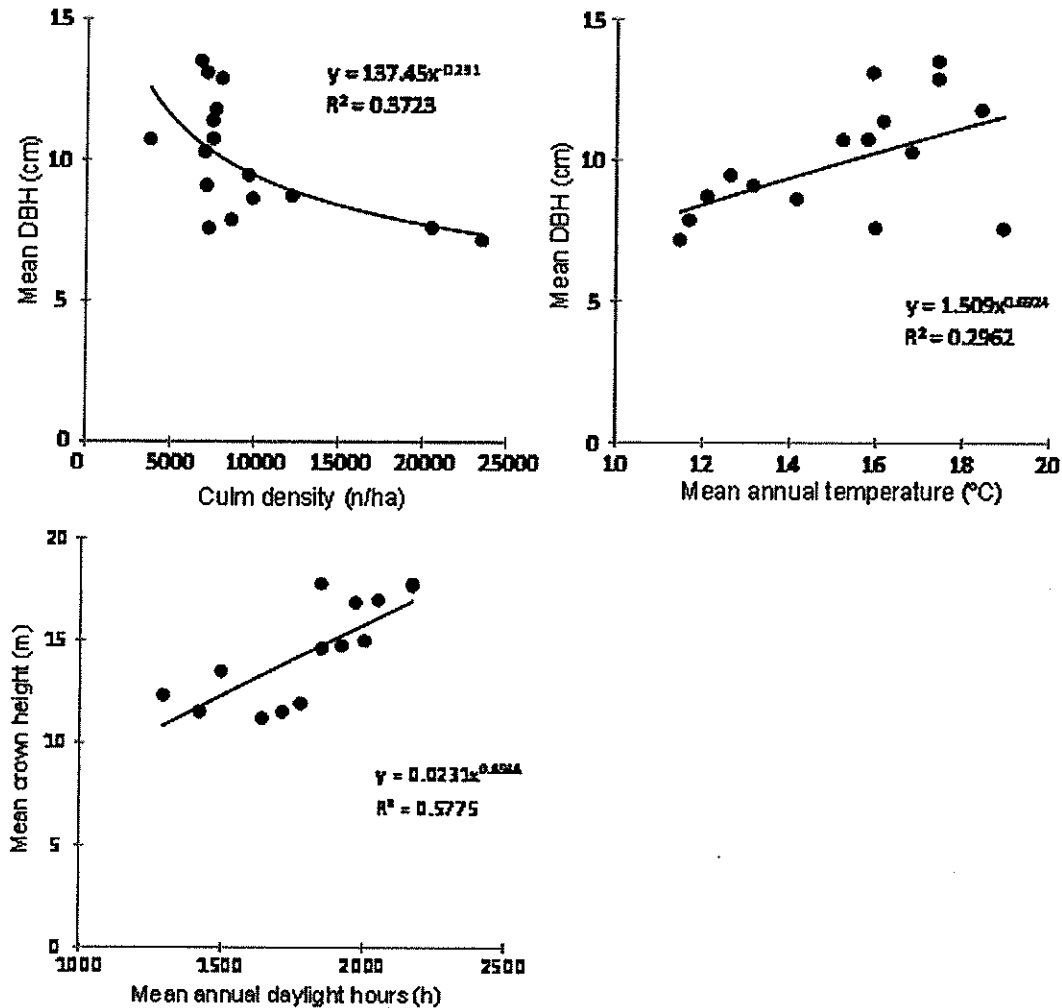 15
10
5
0
y = 137.45x^-0.291
R² = 0.3723
Mean DBH (cm)
0 5000 10000 15000 20000 25000
Culm density (n/ha)
15
10
5
0
y = 1.509x
R² = 0.2962
Mean DBH (cm)
10 12 14 16 18 20
Mean annual temperature (°C)
20
15
10
5
0
y = 0.0231x
R² = 0.5775
Mean crown height (m)
1000 1500 2000 2500
Mean annual daylight hours (h)